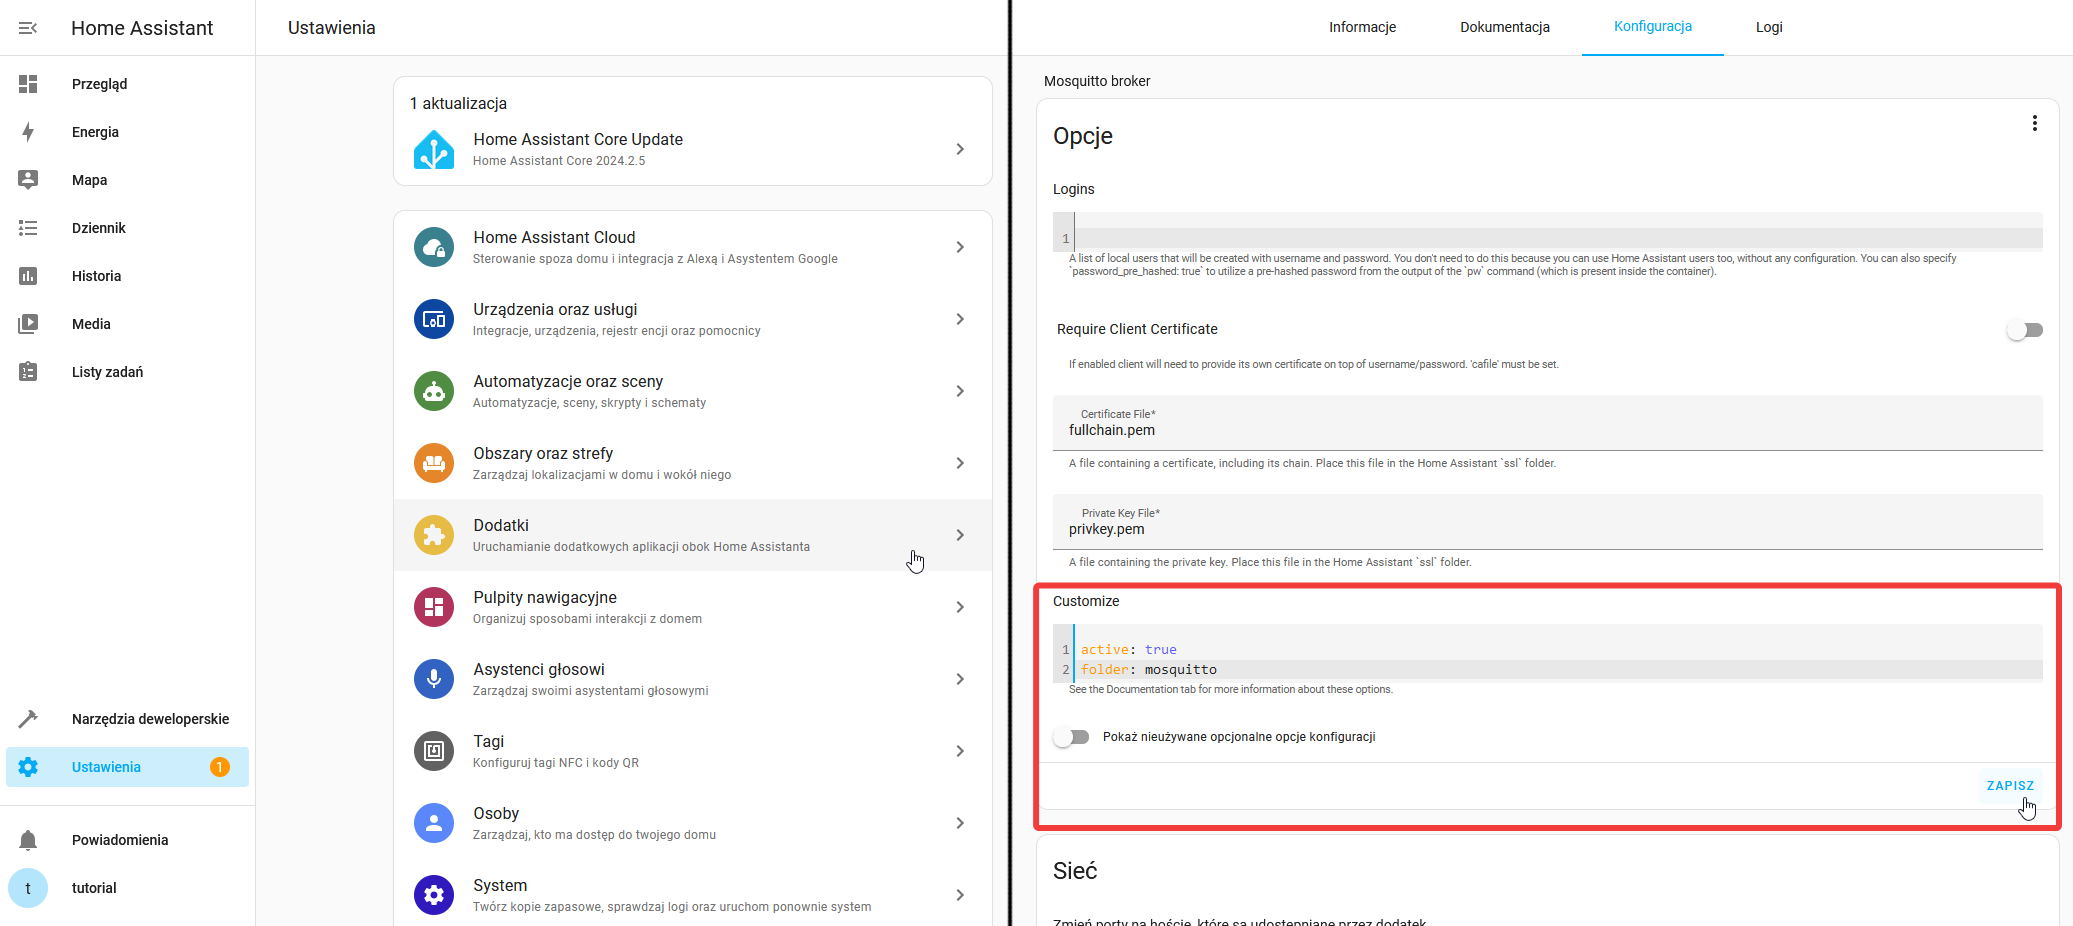 Home Assistant
Przegląd
Energia
Mapa
Dziennik
Historia
Media
Listy zadań
Narzędzia deweloperskie
Ustawienia
1
Powiadomienia
t
tutorial
Ustawienia
1 aktualizacja
Home Assistant Core Update
Home Assistant Core 2024.2.5
Home Assistant Cloud
Sterowanie spoza domu i integracja z Alexą i Asystentem Google
Urządzenia oraz usługi
Integracje, urządzenia, rejestr encji oraz pomocnicy
Automatyzacje oraz sceny
Automatyzacje, sceny, skrypty i schematy
Obszary oraz strefy
Zarządzaj lokalizacjami w domu i wokół niego
Dodatki
Uruchamianie dodatkowych aplikacji obok Home Assistanta
Pulpity nawigacyjne
Organizuj sposobami interakcji z domem
Asystenci głosowi
Zarządzaj swoimi asystentami głosowymi
Tagi
Konfiguruj tagi NFC i kody QR
Osoby
Zarządzaj, kto ma dostęp do twojego domu
System
Twórz kopie zapasowe, sprawdzaj logi oraz uruchom ponownie system
Informacje
Dokumentacja
Konfiguracja
Logi
Mosquitto broker
Opcje
Logins
1
A list of local users that will be created with username and password. You don't need to do this because you can use Home Assistant users too, without any configuration. You can also specify
`password_pre_hashed: true` to utilize a pre-hashed password from the output of the `pw` command (which is present inside the container).
Require Client Certificate
If enabled client will need to provide its own certificate on top of username/password. 'cafile' must be set.
Certificate File*
fullchain.pem
A file containing a certificate, including its chain. Place this file in the Home Assistant `ssl` folder.
Private Key File*
privkey.pem
A file containing the private key. Place this file in the Home Assistant `ssl` folder.
Customize
1 active: true
2 folder: mosquitto
See the Documentation tab for more information about these options.
Pokaż nieużywane opcjonalne opcje konfiguracji
ZAPISZ
Sieć
Zmień porty na hoście, które są udostępniane przez dodatek